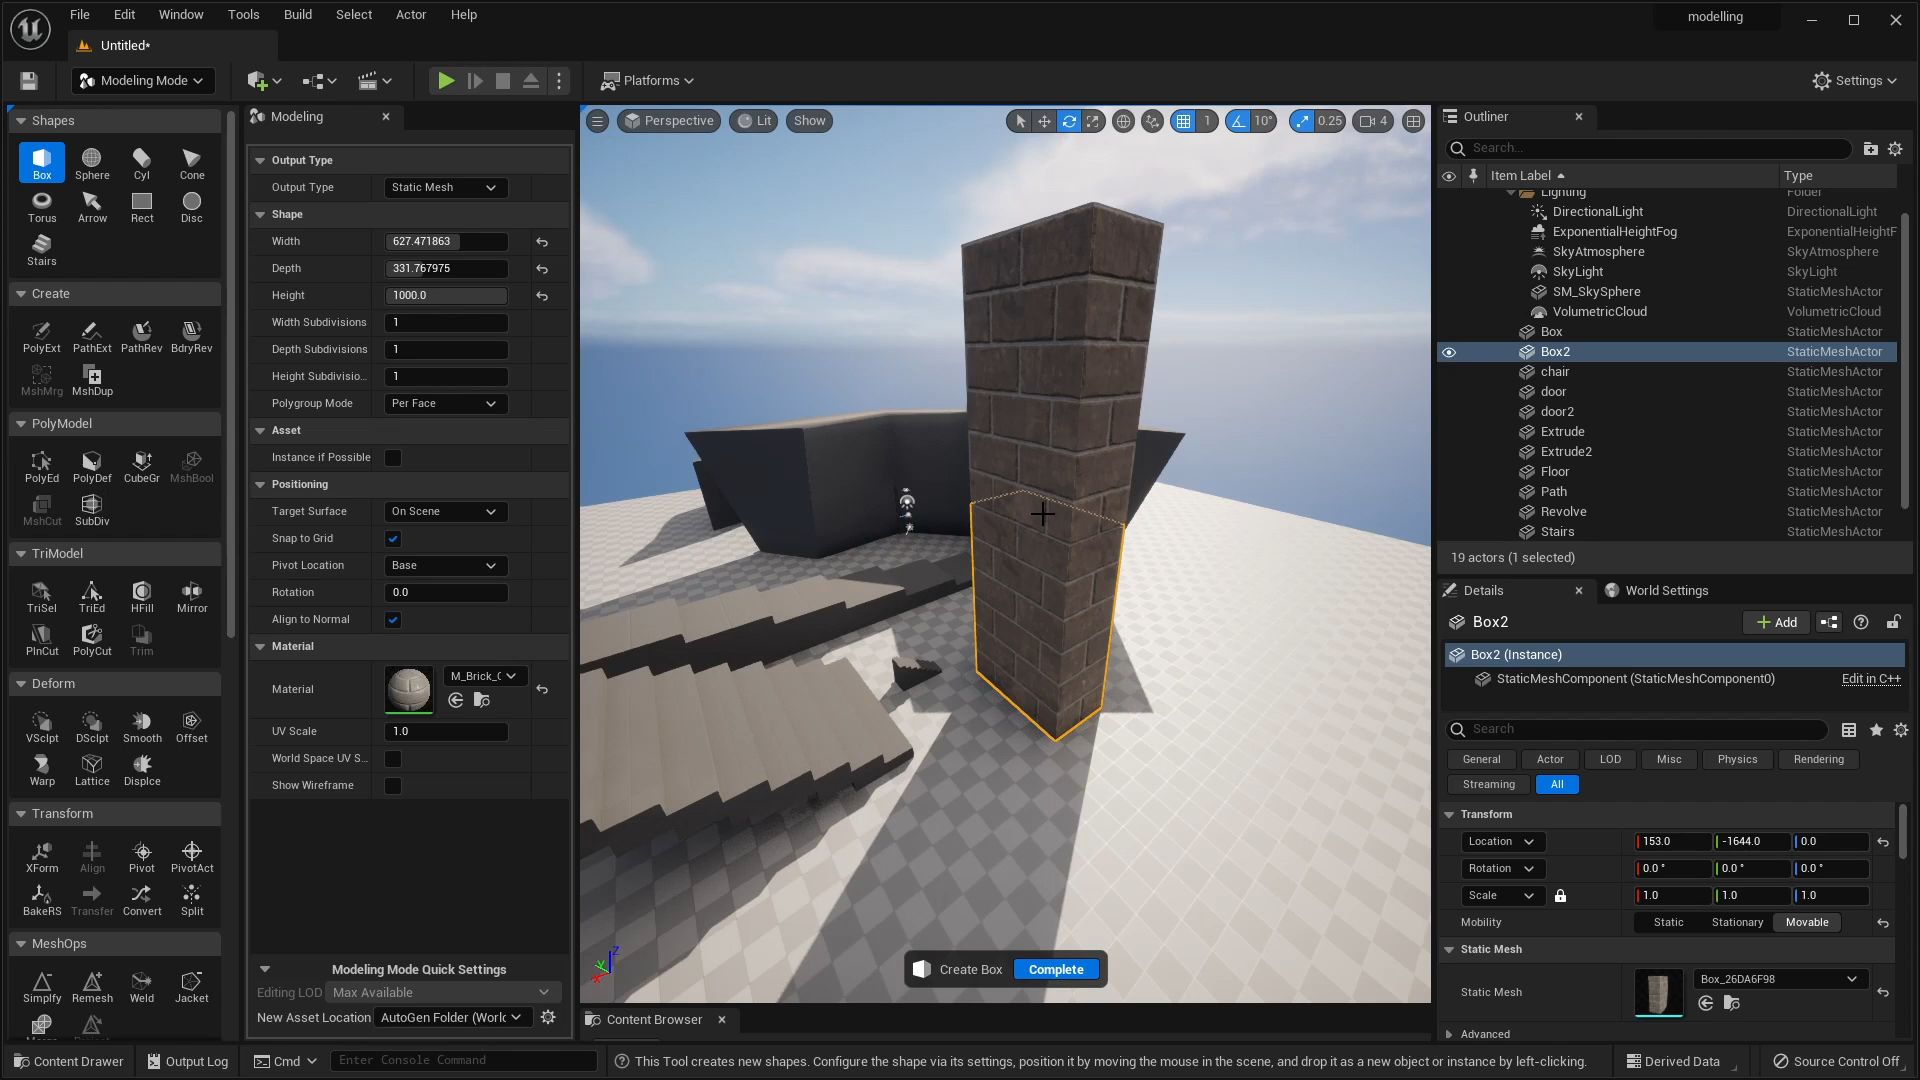 File Edit Window Tools Build Select Actor Help
modelling
Untitled*
Modeling Mode
Platforms
Settings
Shapes
Box Sphere Cyl Cone
Torus Arrow Rect Disc
Stairs
Create
PolyExt PathExt PathRev BdryRev
MshMrg MshDup
PolyModel
PolyEd PolyDef CubeGr MshBool
MshCut SubDiv
TriModel
TriSel TriEd HFill Mirror
PlnCut PolyCut Trim
Deform
VSclpt DSclpt Smooth Offset
Warp Lattice Displce
Transform
XForm Align Pivot PivotAct
BakeRS Transfer Convert Split
MeshOps
Simplfy Remesh Weld Jacket
Modeling
Output Type
Output Type Static Mesh
Shape
Width 627.471863
Depth 331.767975
Height 1000.0
Width Subdivisions 1
Depth Subdivisions 1
Height Subdivisio... 1
Polygroup Mode Per Face
Asset
Instance if Possible
Positioning
Target Surface On Scene
Snap to Grid
Pivot Location Base
Rotation 0.0
Align to Normal
Material
Material M_Brick_
UV Scale 1.0
World Space UV S...
Show Wireframe
Modeling Mode Quick Settings
Editing LOD Max Available
New Asset Location AutoGen Folder (Worl
Perspective Lit Show
1 10° 0.25 4
Create Box Complete
Content Browser
Outliner
Search...
Item Label Type
Lighting Folder
DirectionalLight DirectionalLight
ExponentialHeightFog ExponentialHeightF
SkyAtmosphere SkyAtmosphere
SkyLight SkyLight
SM_SkySphere StaticMeshActor
VolumetricCloud VolumetricCloud
Box StaticMeshActor
Box2 StaticMeshActor
chair StaticMeshActor
door StaticMeshActor
door2 StaticMeshActor
Extrude StaticMeshActor
Extrude2 StaticMeshActor
Floor StaticMeshActor
Path StaticMeshActor
Revolve StaticMeshActor
Stairs StaticMeshActor
19 actors (1 selected)
Details World Settings
Box2 Add
Box2 (Instance)
StaticMeshComponent (StaticMeshComponent0) Edit in C++
Search
General Actor LOD Misc Physics Rendering
Streaming All
Transform
Location 153.0 -1644.0 0.0
Rotation 0.0 ° 0.0 ° 0.0 °
Scale 1.0 1.0 1.0
Mobility Static Stationary Movable
Static Mesh
Static Mesh Box_26DA6F98
Advanced
Content Drawer Output Log Cmd Enter Console Command
This Tool creates new shapes. Configure the shape via its settings, position it by moving the mouse in the scene, and drop it as a new object or instance by left-clicking.
Derived Data Source Control Off